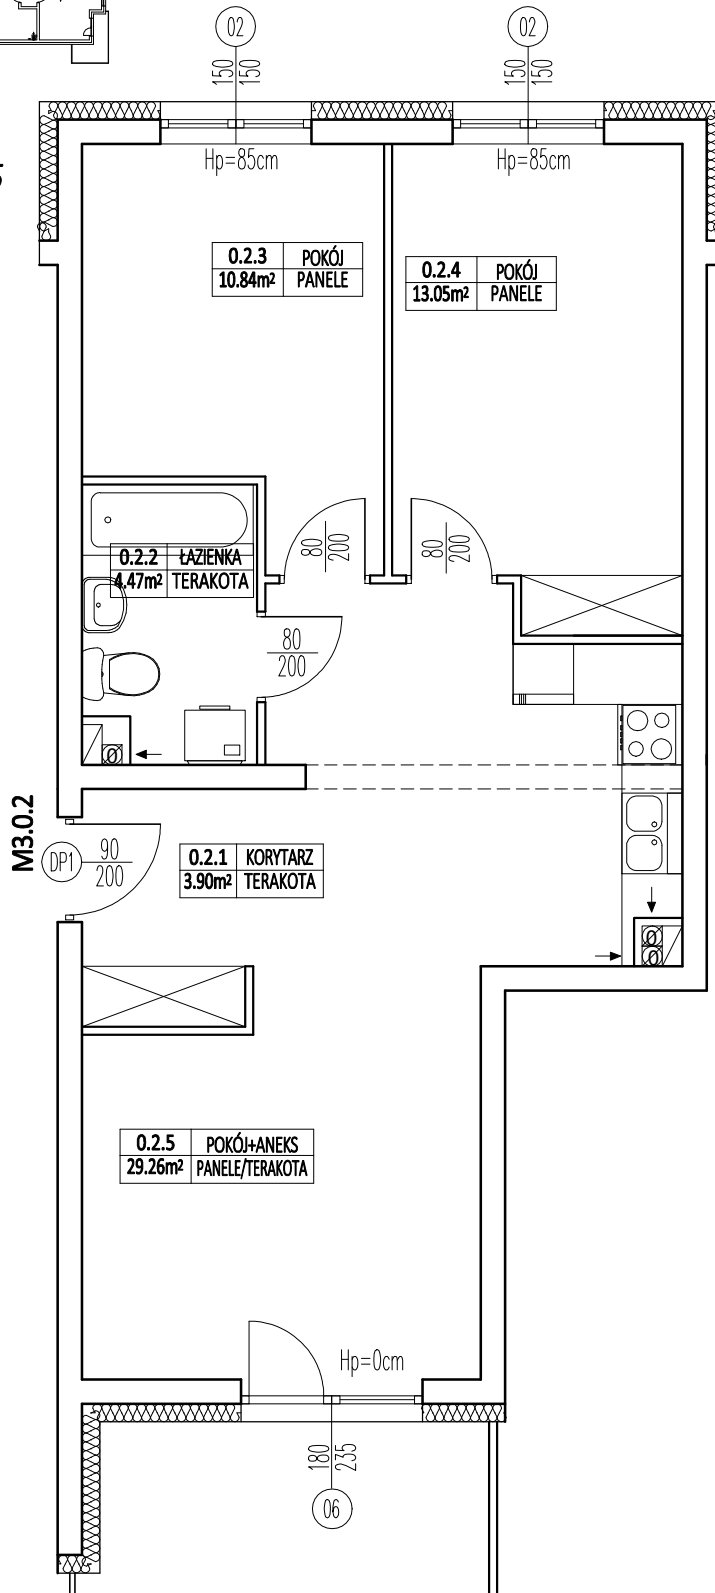 02
02
150
150
150
150
Hp=85cm
Hp=85cm
0.2.3 POKÓJ
10.84m² PANELE
0.2.4 POKÓJ
13.05m² PANELE
80
200
80
200
0.2.2 ŁAZIENKA
4.47m² TERAKOTA
80
200
M3.0.2
DP1
90
200
0.2.1 KORYTARZ
3.90m² TERAKOTA
0.2.5 POKÓJ+ANEKS
29.26m² PANELE/TERAKOTA
Hp=0cm
180
235
06